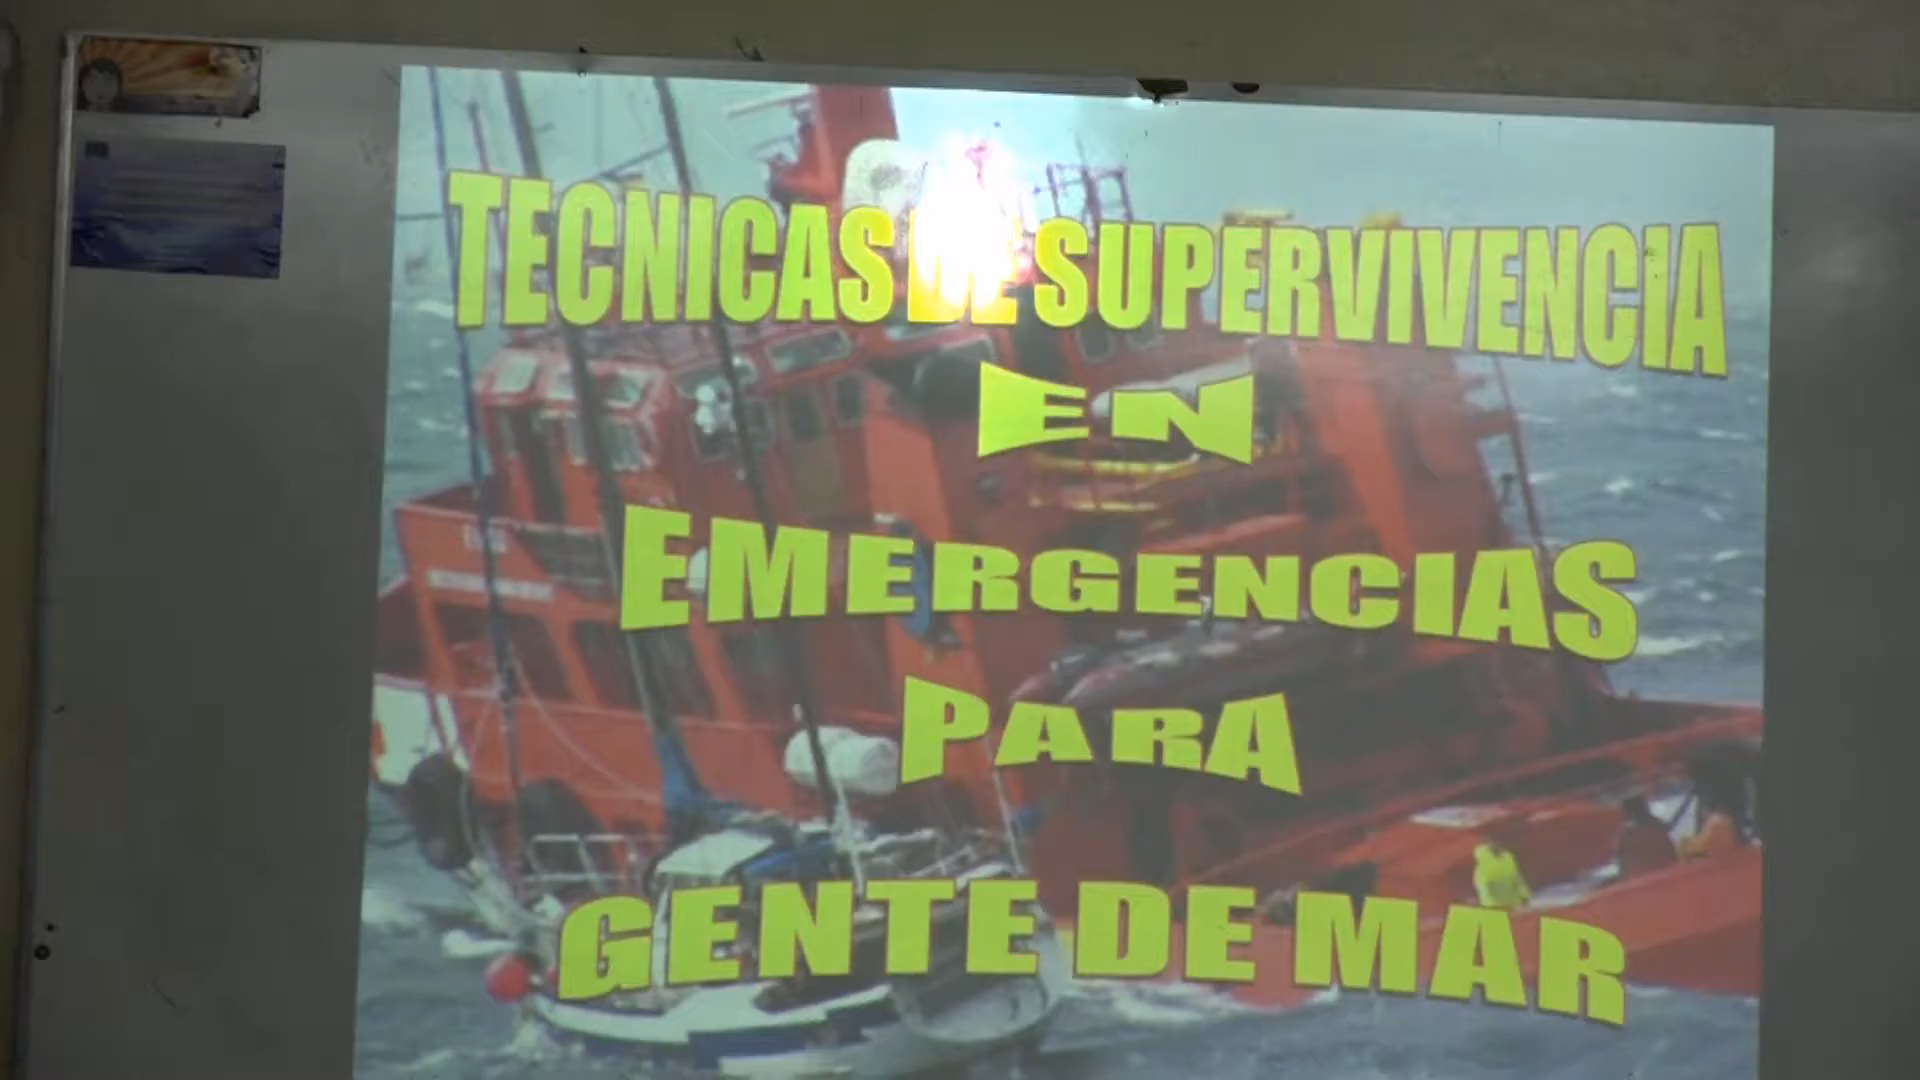 TECNICAS DE SUPERVIVENCIA
EN
EMERGENCIAS
PARA
GENTE DE MAR